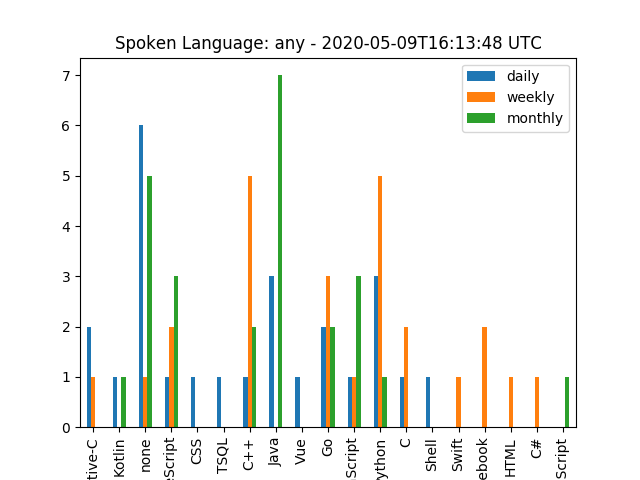 Spoken Language: any - 2020-05-09T16:13:48 UTC
daily
weekly
monthly
7
6
5
4
3
2
1
0
tive-C
Kotlin
none
Script
CSS
TSQL
C++
Java
Vue
Go
Script
ython
C
Shell
Swift
ebook
HTML
C#
Script